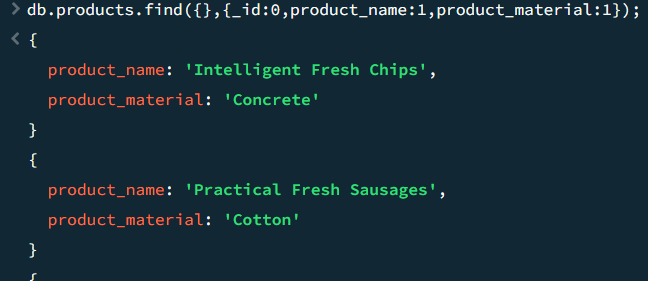 > db.products.find({},{_id:0,product_name:1,product_material:1});
< {
product_name: 'Intelligent Fresh Chips',
product_material: 'Concrete'
}
{
product_name: 'Practical Fresh Sausages',
product_material: 'Cotton'
}
{